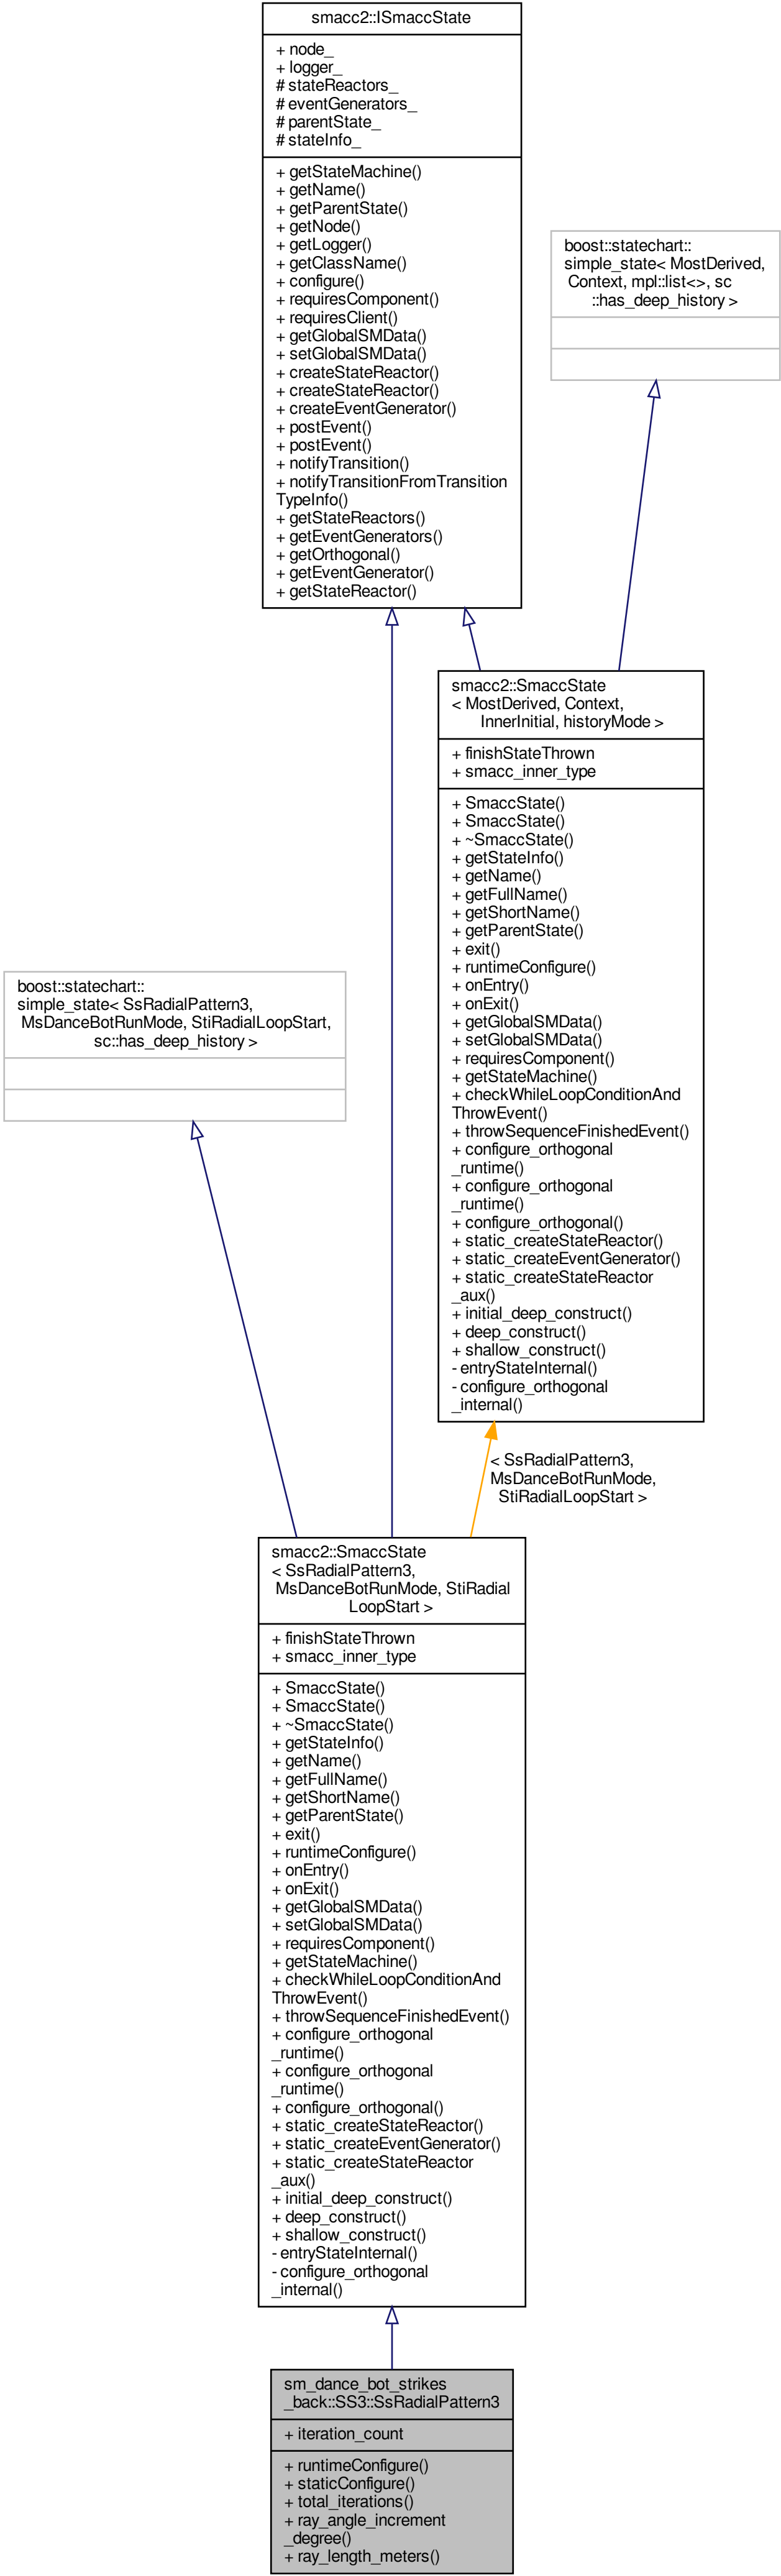 smacc2::ISmaccState
+ node_
+ logger_
# stateReactors_
# eventGenerators_
# parentState_
# stateInfo_
+ getStateMachine()
+ getName()
+ getParentState()
+ getNode()
+ getLogger()
+ getClassName()
+ configure()
+ requiresComponent()
+ requiresClient()
+ getGlobalSMData()
+ setGlobalSMData()
+ createStateReactor()
+ createStateReactor()
+ createEventGenerator()
+ postEvent()
+ postEvent()
+ notifyTransition()
+ notifyTransitionFromTransition
TypeInfo()
+ getStateReactors()
+ getEventGenerators()
+ getOrthogonal()
+ getEventGenerator()
+ getStateReactor()
boost::statechart::
simple_state< MostDerived,
Context, mpl::list<>, sc
::has_deep_history >
smacc2::SmaccState
< MostDerived, Context,
InnerInitial, historyMode >
+ finishStateThrown
+ smacc_inner_type
+ SmaccState()
+ SmaccState()
+ ~SmaccState()
+ getStateInfo()
+ getName()
+ getFullName()
+ getShortName()
+ getParentState()
+ exit()
+ runtimeConfigure()
+ onEntry()
+ onExit()
+ getGlobalSMData()
+ setGlobalSMData()
+ requiresComponent()
+ getStateMachine()
+ checkWhileLoopConditionAnd
ThrowEvent()
+ throwSequenceFinishedEvent()
+ configure_orthogonal
_runtime()
+ configure_orthogonal
_runtime()
+ configure_orthogonal()
+ static_createStateReactor()
+ static_createEventGenerator()
+ static_createStateReactor
_aux()
+ initial_deep_construct()
+ deep_construct()
+ shallow_construct()
- entryStateInternal()
- configure_orthogonal
_internal()
boost::statechart::
simple_state< SsRadialPattern3,
MsDanceBotRunMode, StiRadialLoopStart,
sc::has_deep_history >
< SsRadialPattern3,
MsDanceBotRunMode,
StiRadialLoopStart >
smacc2::SmaccState
< SsRadialPattern3,
MsDanceBotRunMode, StiRadial
LoopStart >
+ finishStateThrown
+ smacc_inner_type
+ SmaccState()
+ SmaccState()
+ ~SmaccState()
+ getStateInfo()
+ getName()
+ getFullName()
+ getShortName()
+ getParentState()
+ exit()
+ runtimeConfigure()
+ onEntry()
+ onExit()
+ getGlobalSMData()
+ setGlobalSMData()
+ requiresComponent()
+ getStateMachine()
+ checkWhileLoopConditionAnd
ThrowEvent()
+ throwSequenceFinishedEvent()
+ configure_orthogonal
_runtime()
+ configure_orthogonal
_runtime()
+ configure_orthogonal()
+ static_createStateReactor()
+ static_createEventGenerator()
+ static_createStateReactor
_aux()
+ initial_deep_construct()
+ deep_construct()
+ shallow_construct()
- entryStateInternal()
- configure_orthogonal
_internal()
sm_dance_bot_strikes
_back::SS3::SsRadialPattern3
+ iteration_count
+ runtimeConfigure()
+ staticConfigure()
+ total_iterations()
+ ray_angle_increment
_degree()
+ ray_length_meters()